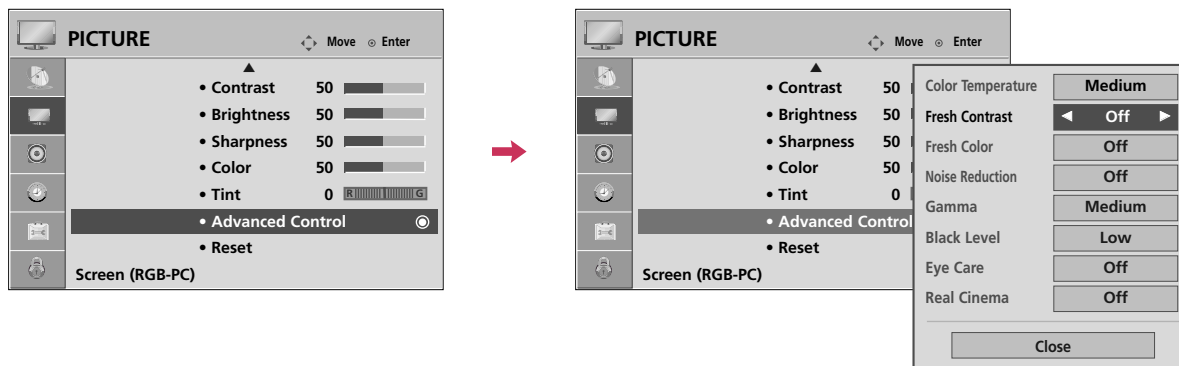 PICTURE
Move Enter
• Contrast 50
• Brightness 50
• Sharpness 50
• Color 50
• Tint 0 R G
• Advanced Control
• Reset
Screen (RGB-PC)
PICTURE
Move Enter
• Contrast 50
• Brightness 50
• Sharpness 50
• Color 50
• Tint 0
• Advanced Control
• Reset
Screen (RGB-PC)
Color Temperature Medium
Fresh Contrast Off
Fresh Color Off
Noise Reduction Off
Gamma Medium
Black Level Low
Eye Care Off
Real Cinema Off
Close